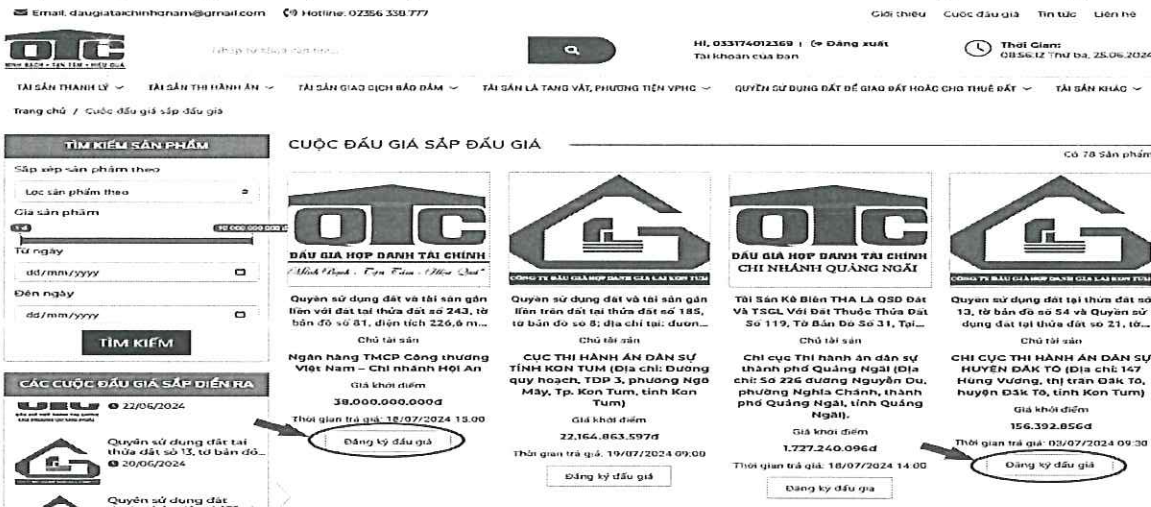 Email: daugiataichinhqnam@gmail.com
Hotline: 02356 338 777
Giới thiệu Cuộc đấu giá Tin tức Liên hệ
OTC
MINH BẠCH • TẬN TÂM • HIỆU QUẢ
Hi, 033174012369 | Đăng xuất
Tài khoản của bạn
Thời Gian:
08:56:12 Thứ ba, 25.06.2024
TÀI SẢN THANH LÝ
TÀI SẢN THI HÀNH ÁN
TÀI SẢN GIAO DỊCH BẢO ĐẢM
TÀI SẢN LÀ TANG VẬT, PHƯƠNG TIỆN VPHC
QUYỀN SỬ DỤNG ĐẤT ĐỂ GIAO ĐẤT HOẶC CHO THUÊ ĐẤT
TÀI SẢN KHÁC
Trang chủ / Cuộc đấu giá sắp đấu giá
TÌM KIẾM SẢN PHẨM
Sắp xếp sản phẩm theo
Lọc sản phẩm theo
Giá sản phẩm
1 đ
Từ ngày
dd/mm/yyyy
Đến ngày
dd/mm/yyyy
TÌM KIẾM
CÁC CUỘC ĐẤU GIÁ SẮP DIỄN RA
22/06/2024
Quyền sử dụng đất tại
thửa đất số 13, tờ bản đồ...
20/06/2024
Quyền sử dụng đất
CUỘC ĐẤU GIÁ SẮP ĐẤU GIÁ
Có 78 Sản phẩm
OTC
ĐẤU GIÁ HỢP DANH TÀI CHÍNH
"Minh Bạch - Tận Tâm - Hiệu Quả"
Quyền sử dụng đất và tài sản gắn
liền với đất tại thửa đất số 243, tờ
bản đồ số 81, diện tích 226,6 m...
Chủ tài sản
Ngân hàng TMCP Công thương
Việt Nam – Chi nhánh Hội An
Giá khởi điểm
38.000.000.000đ
Thời gian trả giá: 18/07/2024 15:00
Đăng ký đấu giá
CÔNG TY ĐẤU GIÁ HỢP DANH GIA LAI KON TUM
Quyền sử dụng đất và tài sản gắn
liền trên đất tại thửa đất số 185,
tờ bản đồ số 8; địa chỉ tại: đườn...
Chủ tài sản
CỤC THI HÀNH ÁN DÂN SỰ
TỈNH KON TUM (Địa chỉ: Đường
quy hoạch, TDP 3, phường Ngô
Mây, Tp. Kon Tum, tỉnh Kon
Tum)
Giá khởi điểm
22.164.863.597đ
Thời gian trả giá: 19/07/2024 09:00
Đăng ký đấu giá
OTC
ĐẤU GIÁ HỢP DANH TÀI CHÍNH
CHI NHÁNH QUẢNG NGÃI
Tài Sản Kê Biên THA Là QSD Đất
Và TSGL Với Đất Thuộc Thửa Đất
Số 119, Tờ Bản Đồ Số 31, Tại...
Chủ tài sản
Chi cục Thi hành án dân sự
thành phố Quảng Ngãi (Địa
chỉ: Số 226 đường Nguyễn Du,
phường Nghĩa Chánh, thành
phố Quảng Ngãi, tỉnh Quảng
Ngãi).
Giá khởi điểm
1.727.240.096đ
Thời gian trả giá: 18/07/2024 14:00
Đăng ký đấu giá
CÔNG TY ĐẤU GIÁ HỢP DANH GIA LAI KON TUM
Quyền sử dụng đất tại thửa đất số
13, tờ bản đồ số 54 và Quyền sử
dụng đất tại thửa đất số 21, tờ...
Chủ tài sản
CHI CỤC THI HÀNH ÁN DÂN SỰ
HUYỆN ĐĂK TÔ (Địa chỉ: 147
Hùng Vương, thị trấn Đăk Tô,
huyện Đăk Tô, tỉnh Kon Tum)
Giá khởi điểm
156.392.856đ
Thời gian trả giá: 03/07/2024 09:30
Đăng ký đấu giá